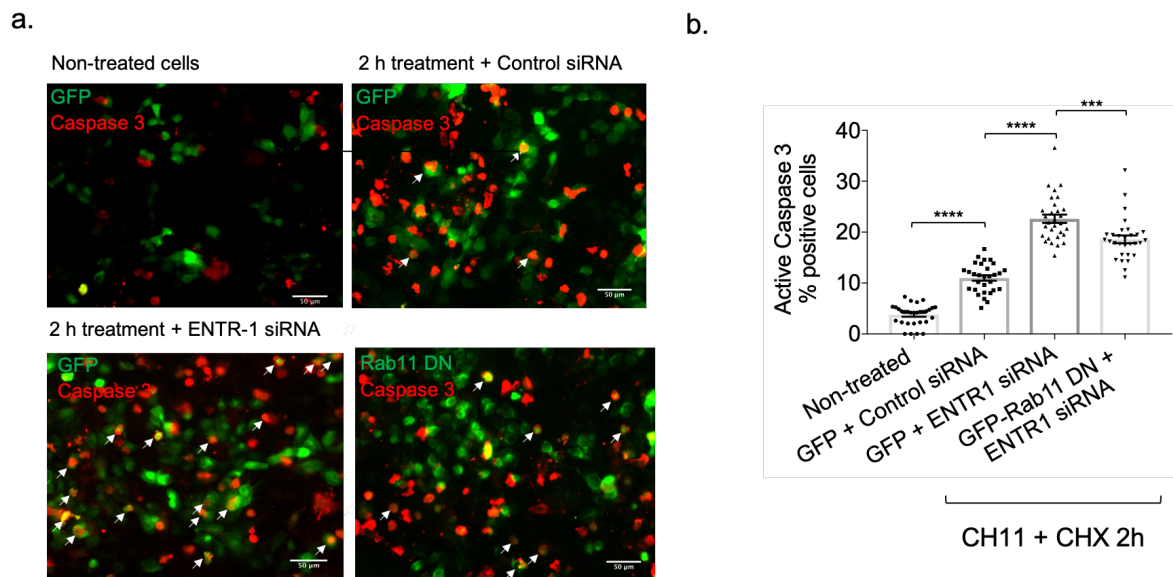 a.
Non-treated cells
GFP
Caspase 3
50 µm
2 h treatment + Control siRNA
GFP
Caspase 3
50 µm
2 h treatment + ENTR-1 siRNA
GFP
Caspase 3
50 µm
Rab11 DN
Caspase 3
50 µm
b.
Active Caspase 3
% positive cells
40
30
20
10
0
****
****
***
Non-treated
GFP + Control siRNA
GFP + ENTR1 siRNA
GFP-Rab11 DN +
ENTR1 siRNA
CH11 + CHX 2h